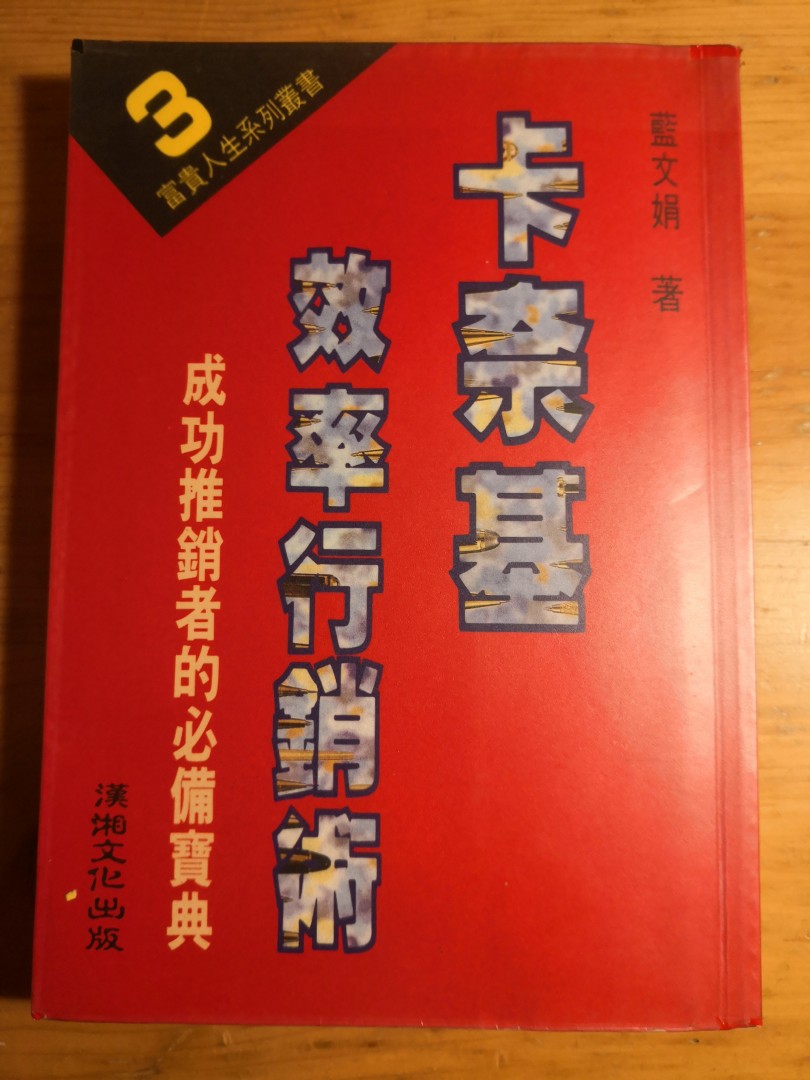 藍文娟 著
卡奈基
效率行銷術
成功推銷者的必備寶典
3
富貴人生系列叢書
漢湘文化出版